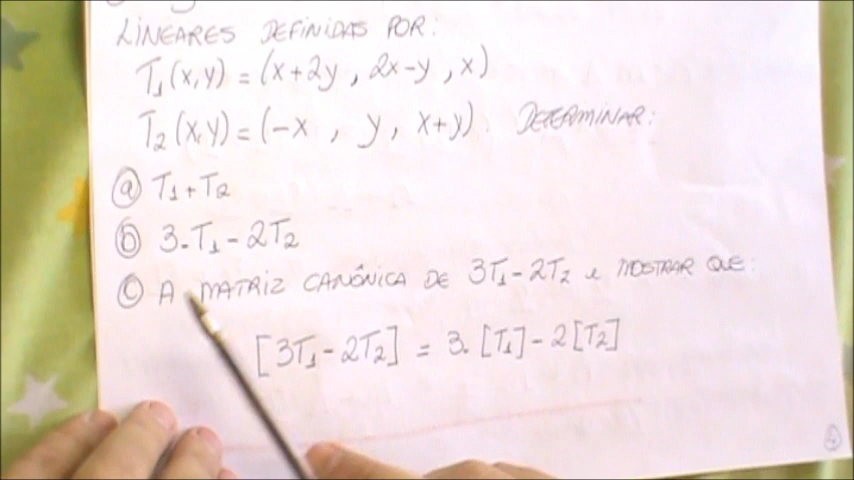 LINEARES DEFINIDAS POR:
T₁(x,y) = (x+2y, 2x-y, x)
T₂(x,y) = (-x, y, x+y). DETERMINAR:
ⓐ T₁+T₂
ⓑ 3.T₁-2T₂
ⓒ A MATRIZ CANÔNICA DE 3T₁-2T₂ e MOSTRAR QUE:
[3T₁-2T₂] = 3.[T₁]-2[T₂]